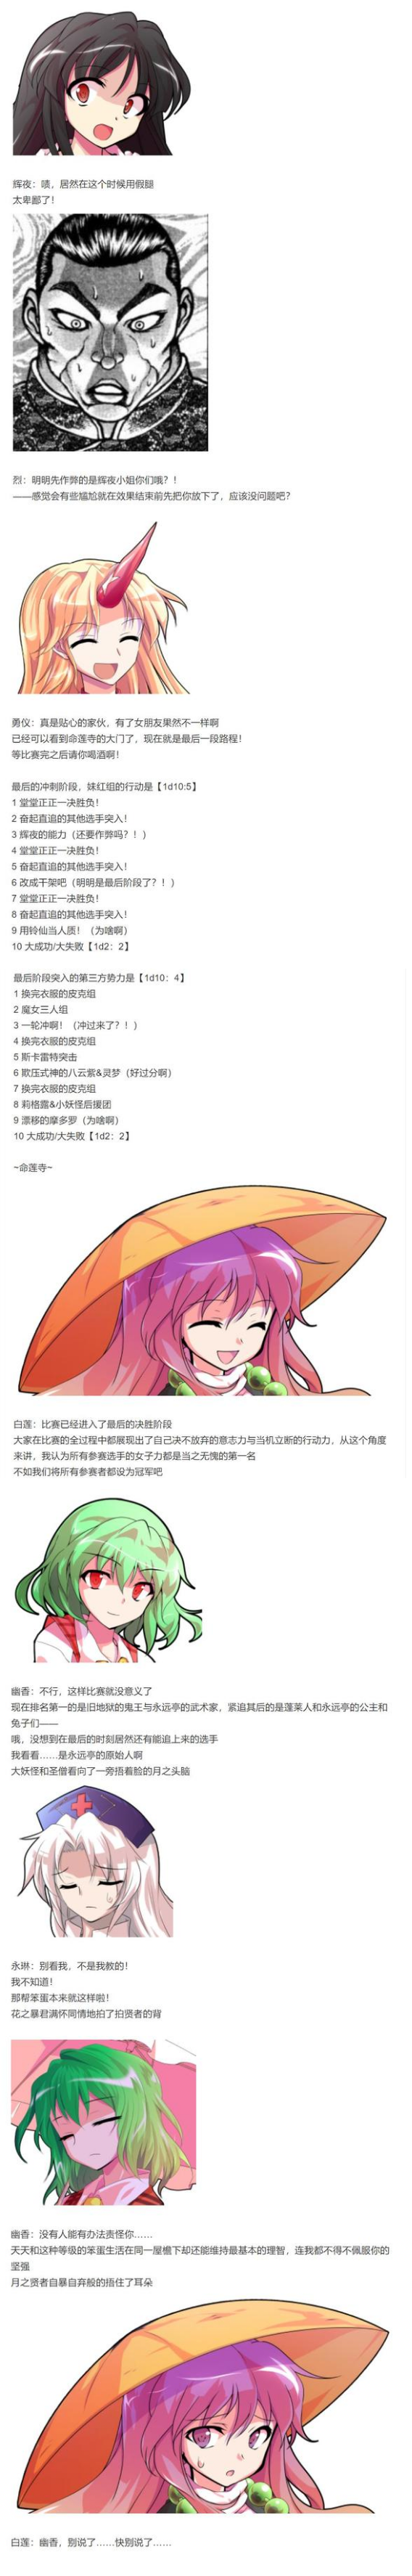 辉夜：啧，居然在这个时候用假腿
太卑鄙了！
烈：明明先作弊的是辉夜小姐你们哦？！
——感觉会有些尴尬就在效果结束前先把你放下了，应该没问题吧？
勇仪：真是贴心的家伙，有了女朋友果然不一样啊
已经可以看到命莲寺的大门了，现在就是最后一段路程！
等比赛完之后请你喝酒啊！
最后的冲刺阶段，妹红组的行动是【1d10:5】
1 堂堂正正一决胜负！
2 奋起直追的其他选手突入！
3 辉夜的能力（还要作弊吗？！）
4 堂堂正正一决胜负！
5 奋起直追的其他选手突入！
6 改成干架吧（明明是最后阶段了？！）
7 堂堂正正一决胜负！
8 奋起直追的其他选手突入！
9 用铃仙当人质！（为啥啊）
10 大成功/大失败【1d2：2】
最后阶段突入的第三方势力是【1d10：4】
1 换完衣服的皮克组
2 魔女三人组
3 一轮冲啊！（冲过来了？！）
4 换完衣服的皮克组
5 斯卡雷特突击
6 欺压式神的八云紫&灵梦（好过分啊）
7 换完衣服的皮克组
8 莉格露&小妖怪后援团
9 漂移的摩多罗（为啥啊）
10 大成功/大失败【1d2：2】
~命莲寺~
白莲：比赛已经进入了最后的决胜阶段
大家在比赛的全过程中都展现出了自己决不放弃的意志力与当机立断的行动力，从这个角度
来讲，我认为所有参赛选手的女子力都是当之无愧的第一名
不如我们将所有参赛者都设为冠军吧
幽香：不行，这样比赛就没意义了
现在排名第一的是旧地狱的鬼王与永远亭的武术家，紧追其后的是蓬莱人和永远亭的公主和
兔子们——
哦，没想到在最后的时刻居然还有能追上来的选手
我看看……是永远亭的原始人啊
大妖怪和圣僧看向了一旁捂着脸的月之头脑
永琳：别看我，不是我教的！
我不知道！
那帮笨蛋本来就这样啦！
花之暴君满怀同情地拍了拍贤者的背
幽香：没有人能有办法责怪你……
天天和这种等级的笨蛋生活在同一屋檐下却还能维持最基本的理智，连我都不得不佩服你的
坚强
月之贤者自暴自弃般的捂住了耳朵
白莲：幽香，别说了……快别说了……